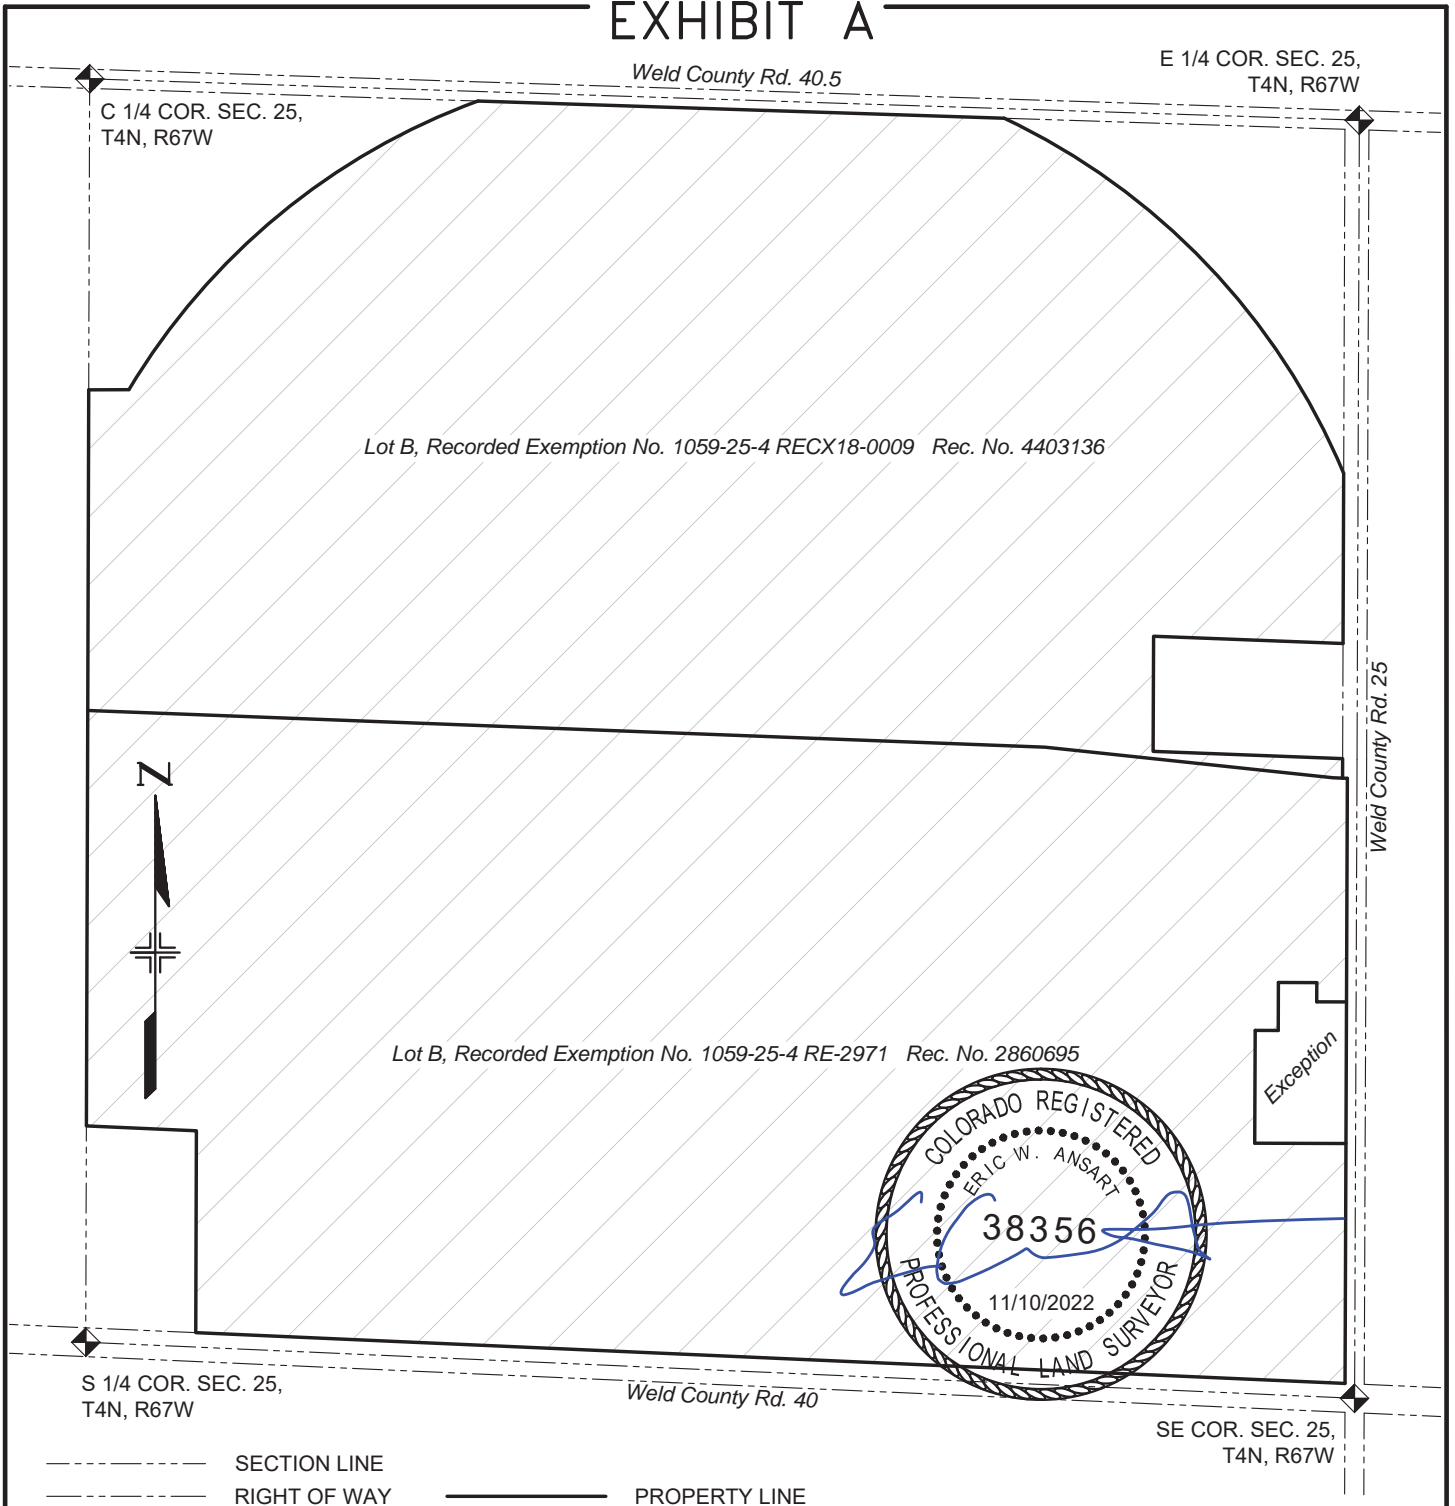 EXHIBIT A
Weld County Rd. 40.5
E 1/4 COR. SEC. 25,
T4N, R67W
C 1/4 COR. SEC. 25,
T4N, R67W
Lot B, Recorded Exemption No. 1059-25-4 RECX18-0009 Rec. No. 4403136
Weld County Rd. 25
N
Lot B, Recorded Exemption No. 1059-25-4 RE-2971 Rec. No. 2860695
Exception
COLORADO REGISTERED
ERIC W. ANSART
38356
11/10/2022
PROFESSIONAL LAND SURVEYOR
S 1/4 COR. SEC. 25,
T4N, R67W
Weld County Rd. 40
SE COR. SEC. 25,
T4N, R67W
SECTION LINE
RIGHT OF WAY
PROPERTY LINE